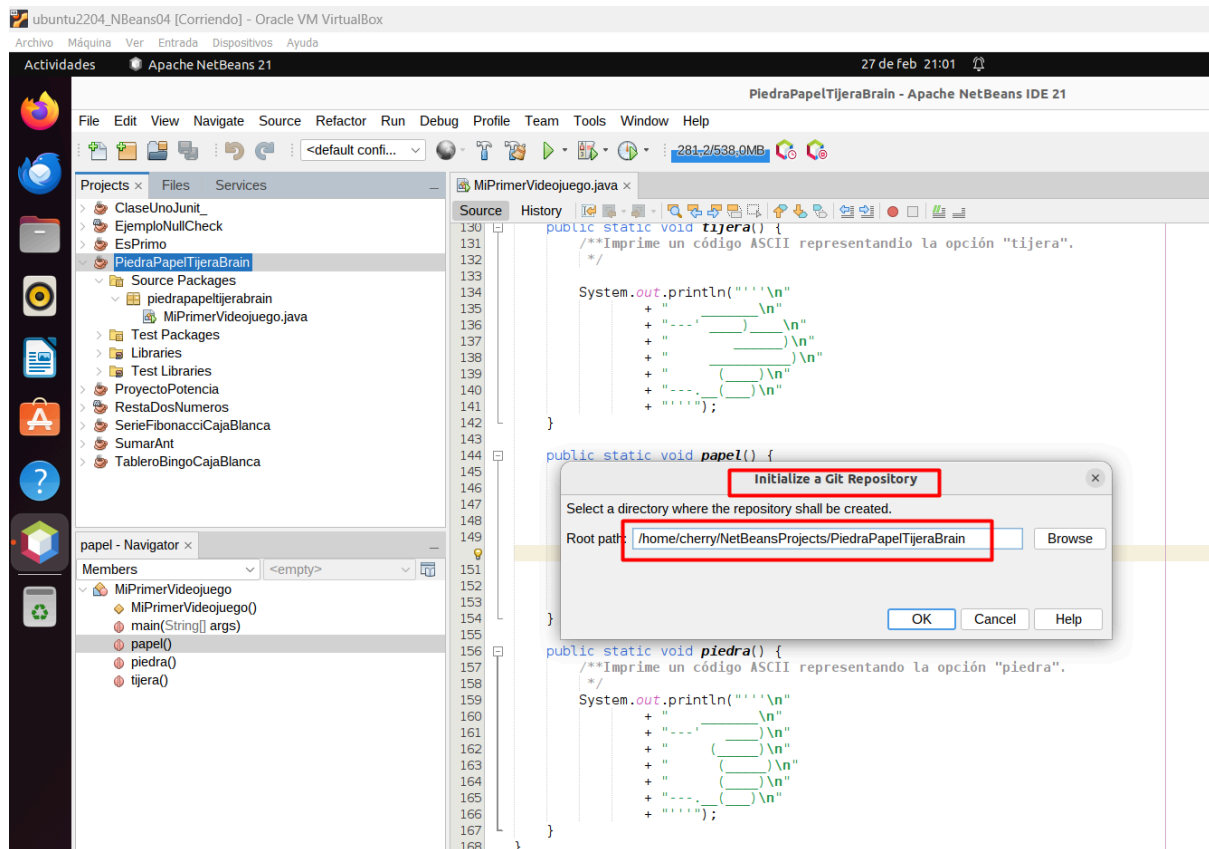 ubuntu2204_NBeans04 [Corriendo] - Oracle VM VirtualBox
Archivo Máquina Ver Entrada Dispositivos Ayuda
Actividades Apache NetBeans 21 27 de feb 21:01
PiedraPapelTijeraBrain - Apache NetBeans IDE 21
File Edit View Navigate Source Refactor Run Debug Profile Team Tools Window Help
<default confi... 281,2/538,0MB
Projects × Files Services
ClaseUnoJunit_
EjemploNullCheck
EsPrimo
PiedraPapelTijeraBrain
Source Packages
piedrapapeltijerabrain
MiPrimerVideojuego.java
Test Packages
Libraries
Test Libraries
ProyectoPotencia
RestaDosNumeros
SerieFibonacciCajaBlanca
SumarAnt
TableroBingoCajaBlanca
papel - Navigator ×
Members <empty>
MiPrimerVideojuego
MiPrimerVideojuego()
main(String[] args)
papel()
piedra()
tijera()
MiPrimerVideojuego.java ×
Source History
130 public static void tijera() {
131 /**Imprime un código ASCII representandio la opción "tijera".
132 */
133
134 System.out.println("'''\n"
135 + "    _______\n"
136 + "---' ____)____\n"
137 + "        ______)\n"
138 + "     __________)\n"
139 + "      (____)\n"
140 + "---.__(___)\n"
141 + "'''");
142 }
143
144 public static void papel() {
145
146
147
148
149
151
152
153
154 }
155
156 public static void piedra() {
157 /**Imprime un código ASCII representando la opción "piedra".
158 */
159 System.out.println("'''\n"
160 + "    _______\n"
161 + "---'   ____)\n"
162 + "     (_____)\n"
163 + "      (_____)\n"
164 + "      (____)\n"
165 + "---.__(___)\n"
166 + "'''");
167 }
168 }
Initialize a Git Repository
Select a directory where the repository shall be created.
Root path: /home/cherry/NetBeansProjects/PiedraPapelTijeraBrain Browse
OK Cancel Help